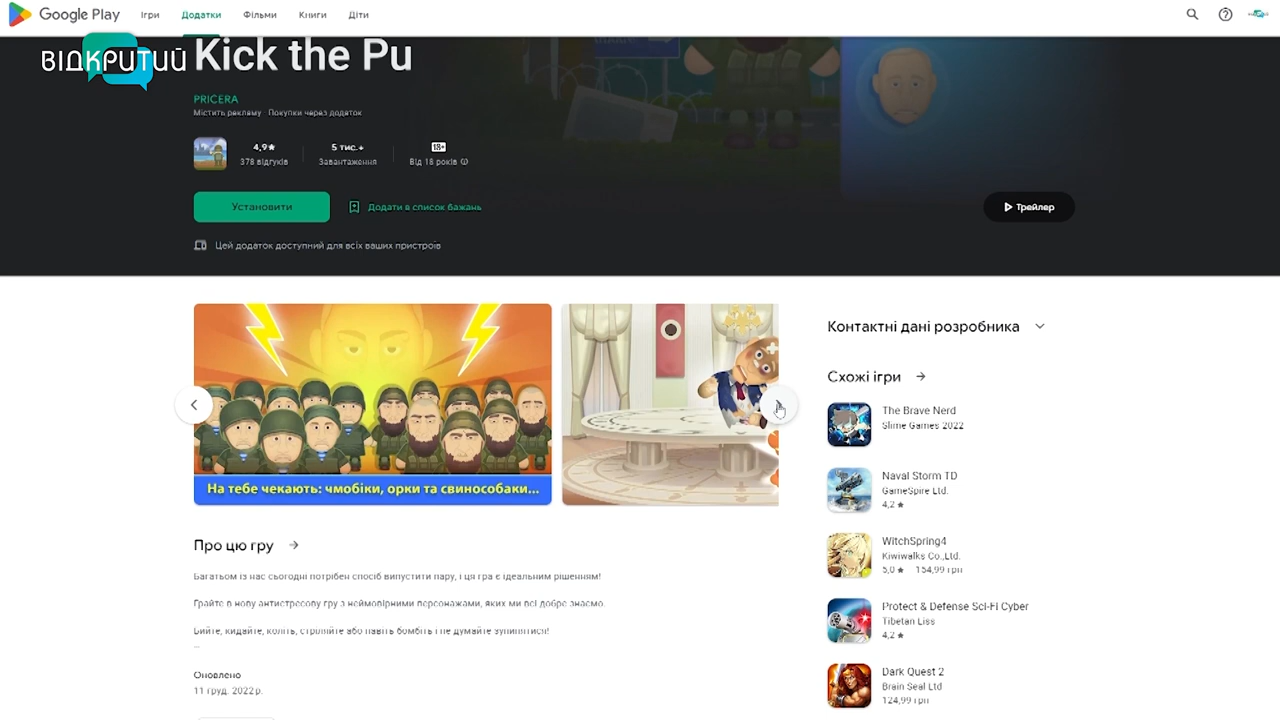 Google Play
Ігри
Додатки
Фільми
Книги
Діти
ВІДКРИТИЙ
Kick the Pu
PRICERA
Містить рекламу · Покупки через додаток
4,9★
378 відгуків
5 тис.+
Завантаження
18+
Від 18 років
Установити
Додати в список бажань
Трейлер
Цей додаток доступний для всіх ваших пристроїв
На тебе чекають: чмобіки, орки та свинособаки...
Контактні дані розробника
Схожі ігри
The Brave Nerd
Slime Games 2022
Naval Storm TD
GameSpire Ltd.
4,2 ★
WitchSpring4
Kiwiwalks Co.,Ltd.
5,0 ★ 154,99 грн
Protect & Defense Sci-Fi Cyber
Tibetan Liss
4,2 ★
Dark Quest 2
Brain Seal Ltd
124,99 грн
Про цю гру
Багатьом із нас сьогодні потрібен спосіб випустити пару, і ця гра є ідеальним рішенням!
Грайте в нову антистресову гру з неймовірними персонажами, яких ми всі добре знаємо.
Бийте, кидайте, коліть, стріляйте або навіть бомбіть і не думайте зупинятися!
Оновлено
11 груд. 2022 р.